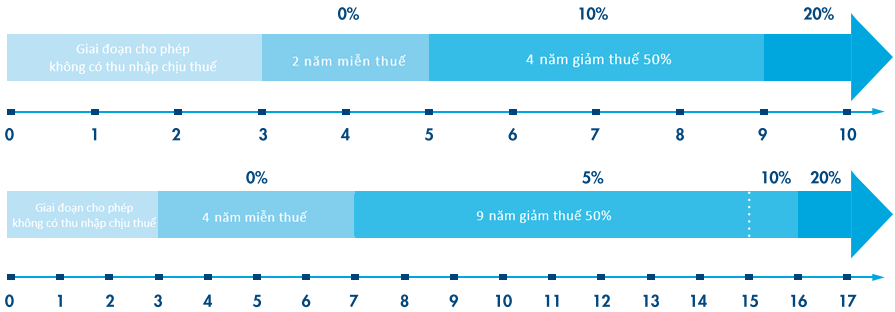 0% 10% 20%
Giai đoạn cho phép
không có thu nhập chịu thuế
2 năm miễn thuế
4 năm giảm thuế 50%
0 1 2 3 4 5 6 7 8 9 10
0% 5% 10% 20%
Giai đoạn cho phép
không có thu nhập chịu thuế
4 năm miễn thuế
9 năm giảm thuế 50%
0 1 2 3 4 5 6 7 8 9 10 11 12 13 14 15 16 17